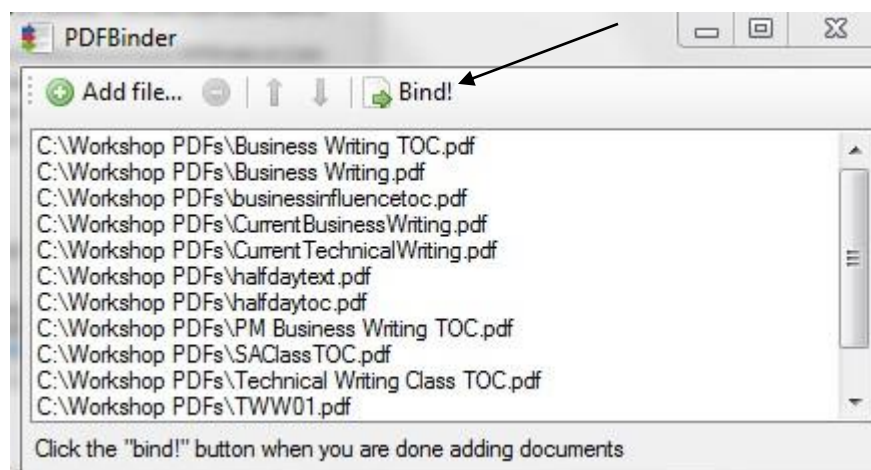 PDFBinder
Add file... Bind!
C:\Workshop PDFs\Business Writing TOC.pdf
C:\Workshop PDFs\Business Writing.pdf
C:\Workshop PDFs\businessinfluencetoc.pdf
C:\Workshop PDFs\CurrentBusinessWriting.pdf
C:\Workshop PDFs\CurrentTechnicalWriting.pdf
C:\Workshop PDFs\halfdaytext.pdf
C:\Workshop PDFs\halfdaytoc.pdf
C:\Workshop PDFs\PM Business Writing TOC.pdf
C:\Workshop PDFs\SAClassTOC.pdf
C:\Workshop PDFs\Technical Writing Class TOC.pdf
C:\Workshop PDFs\TWW01.pdf
Click the "bind!" button when you are done adding documents